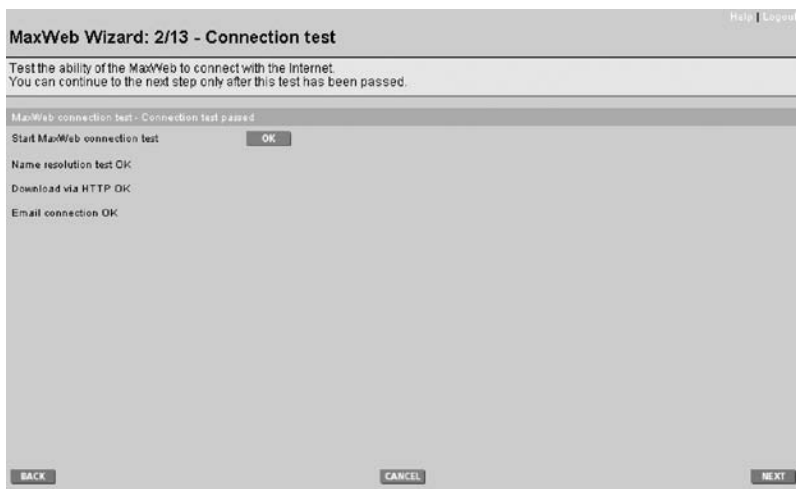 Help | Logout
MaxWeb Wizard: 2/13 - Connection test
Test the ability of the MaxWeb to connect with the Internet.
You can continue to the next step only after this test has been passed.
MaxWeb connection test - Connection test passed
Start MaxWeb connection test OK
Name resolution test OK
Download via HTTP OK
Email connection OK
BACK CANCEL NEXT